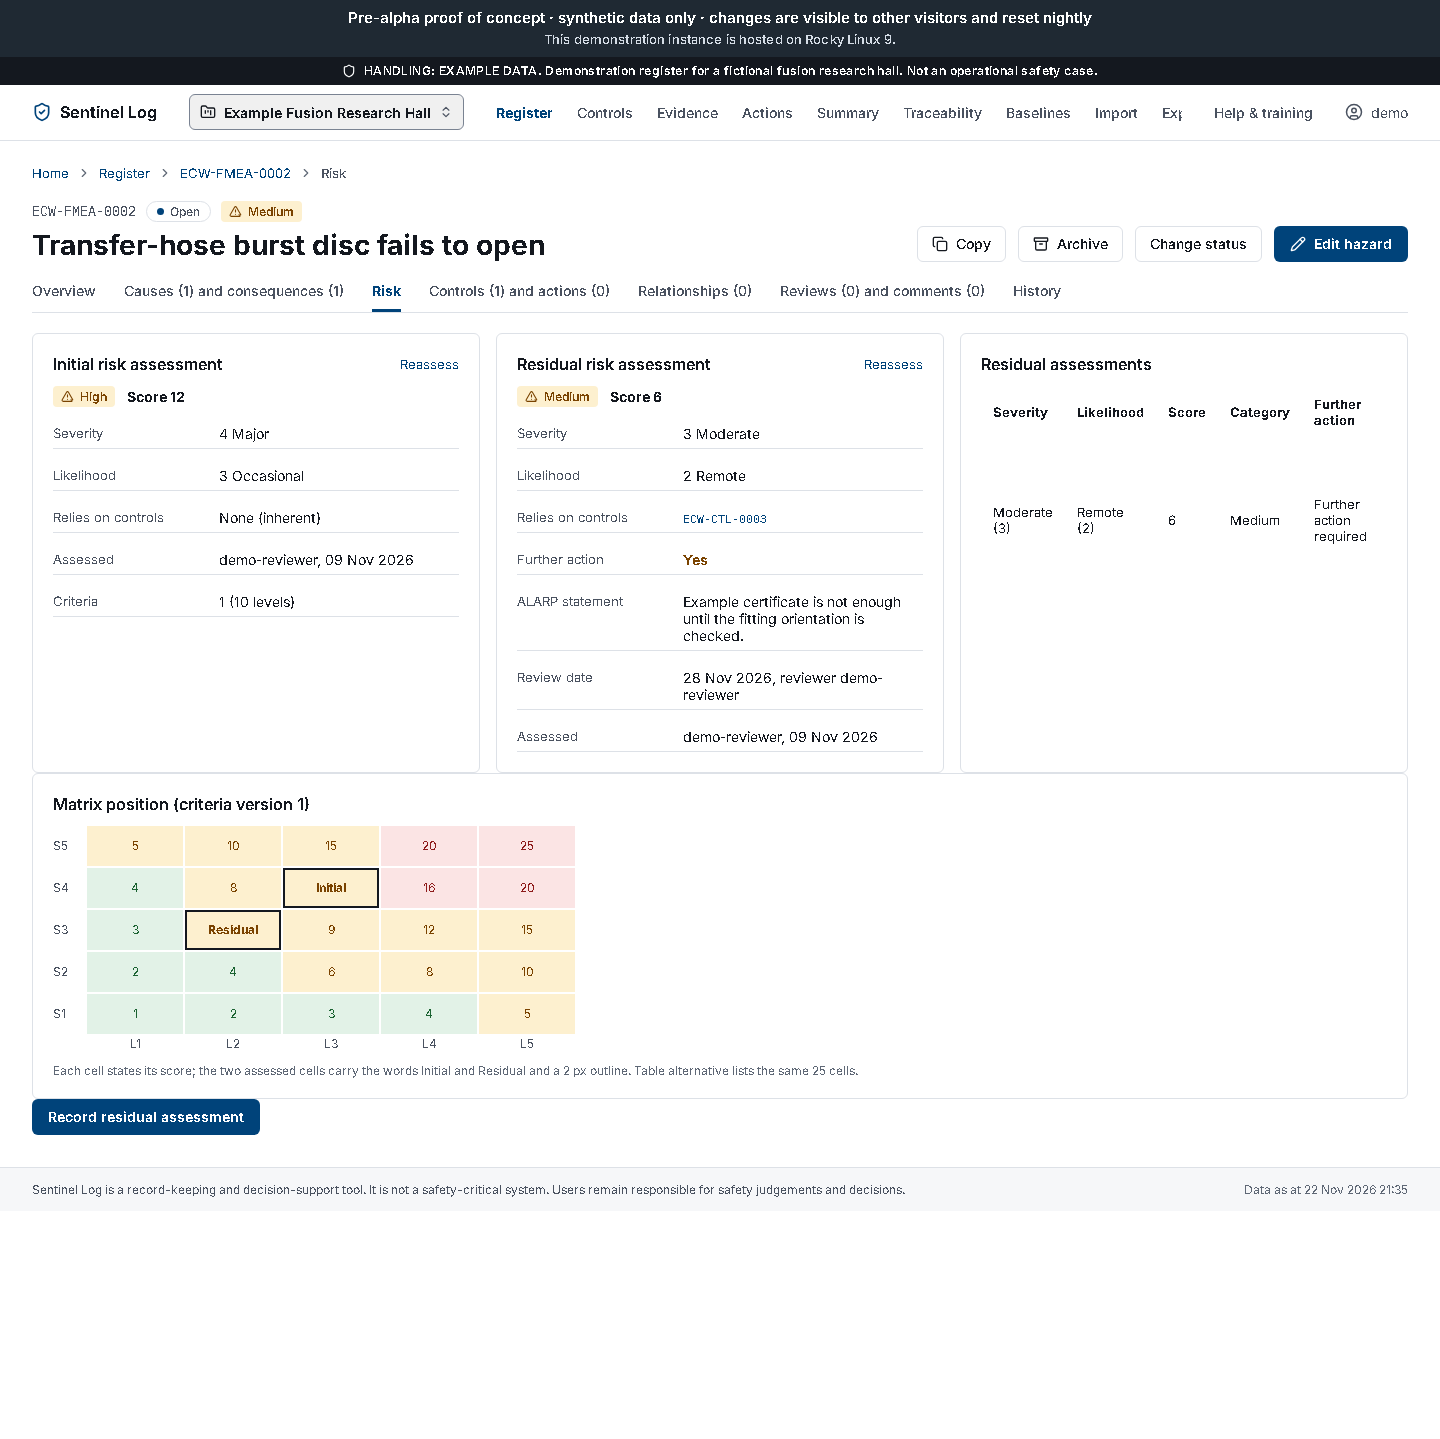 Pre-alpha proof of concept · synthetic data only · changes are visible to other visitors and reset nightly
This demonstration instance is hosted on Rocky Linux 9.
HANDLING: EXAMPLE DATA. Demonstration register for a fictional fusion research hall. Not an operational safety case.
Sentinel Log
Example Fusion Research Hall
Register Controls Evidence Actions Summary Traceability Baselines Import Exp Help & training demo
Home > Register > ECW-FMEA-0002 > Risk
ECW-FMEA-0002 Open Medium
Transfer-hose burst disc fails to open
Copy Archive Change status Edit hazard
Overview Causes (1) and consequences (1) Risk Controls (1) and actions (0) Relationships (0) Reviews (0) and comments (0) History
Initial risk assessment Reassess
High Score 12
Severity 4 Major
Likelihood 3 Occasional
Relies on controls None (inherent)
Assessed demo-reviewer, 09 Nov 2026
Criteria 1 (10 levels)
Residual risk assessment Reassess
Medium Score 6
Severity 3 Moderate
Likelihood 2 Remote
Relies on controls ECW-CTL-0003
Further action Yes
ALARP statement Example certificate is not enough
until the fitting orientation is
checked.
Review date 28 Nov 2026, reviewer demo-
reviewer
Assessed demo-reviewer, 09 Nov 2026
Residual assessments
Severity Likelihood Score Category Further
action
Moderate (3) Remote (2) 6 Medium Further
action
required
Matrix position (criteria version 1)
S5 5 10 15 20 25
S4 4 8 Initial 16 20
S3 3 Residual 9 12 15
S2 2 4 6 8 10
S1 1 2 3 4 5
L1 L2 L3 L4 L5
Each cell states its score; the two assessed cells carry the words Initial and Residual and a 2 px outline. Table alternative lists the same 25 cells.
Record residual assessment
Sentinel Log is a record-keeping and decision-support tool. It is not a safety-critical system. Users remain responsible for safety judgements and decisions.
Data as at 22 Nov 2026 21:35